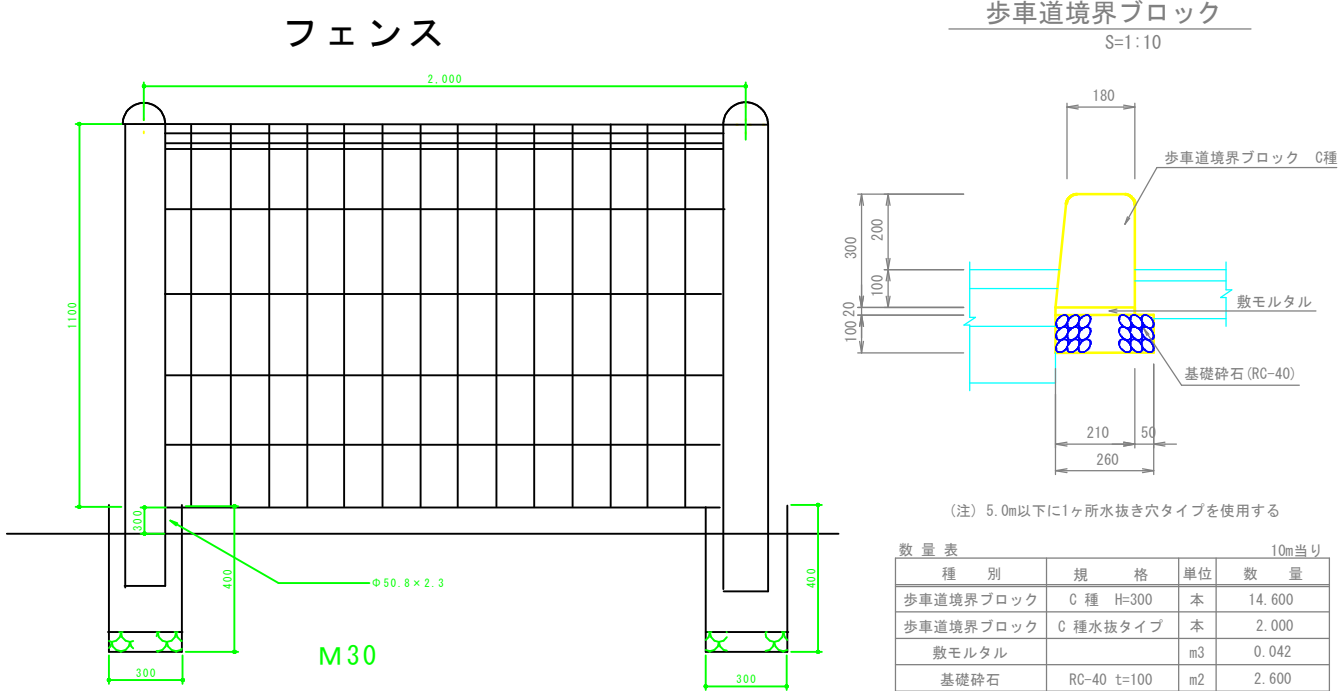 フェンス
2.000
1100
300
400
400
Φ50.8×2.3
M30
300
300
歩車道境界ブロック
S=1:10
180
歩車道境界ブロック C種
300
200
100
20
100
敷モルタル
基礎砕石(RC-40)
210
50
260
(注) 5.0m以下に1ヶ所水抜き穴タイプを使用する
数量表 10m当り
種別 規格 単位 数量
歩車道境界ブロック C種 H=300 本 14.600
歩車道境界ブロック C種水抜タイプ 本 2.000
敷モルタル m3 0.042
基礎砕石 RC-40 t=100 m2 2.600